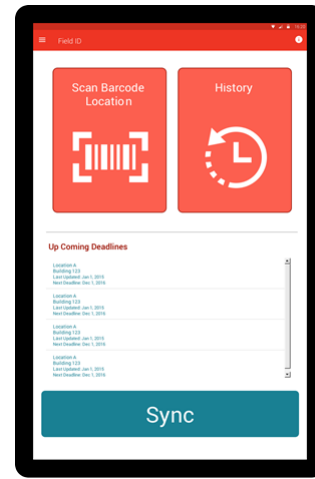 Field ID
Scan Barcode
Location
History
Up Coming Deadlines
Location A
Building 123
Last Updated: Jan 1, 2015
Next Deadline: Dec 1, 2016
Location A
Building 123
Last Updated: Jan 1, 2015
Next Deadline: Dec 1, 2016
Location A
Building 123
Last Updated: Jan 1, 2015
Next Deadline: Dec 1, 2016
Location A
Building 123
Last Updated: Jan 1, 2015
Next Deadline: Dec 1, 2016
Sync